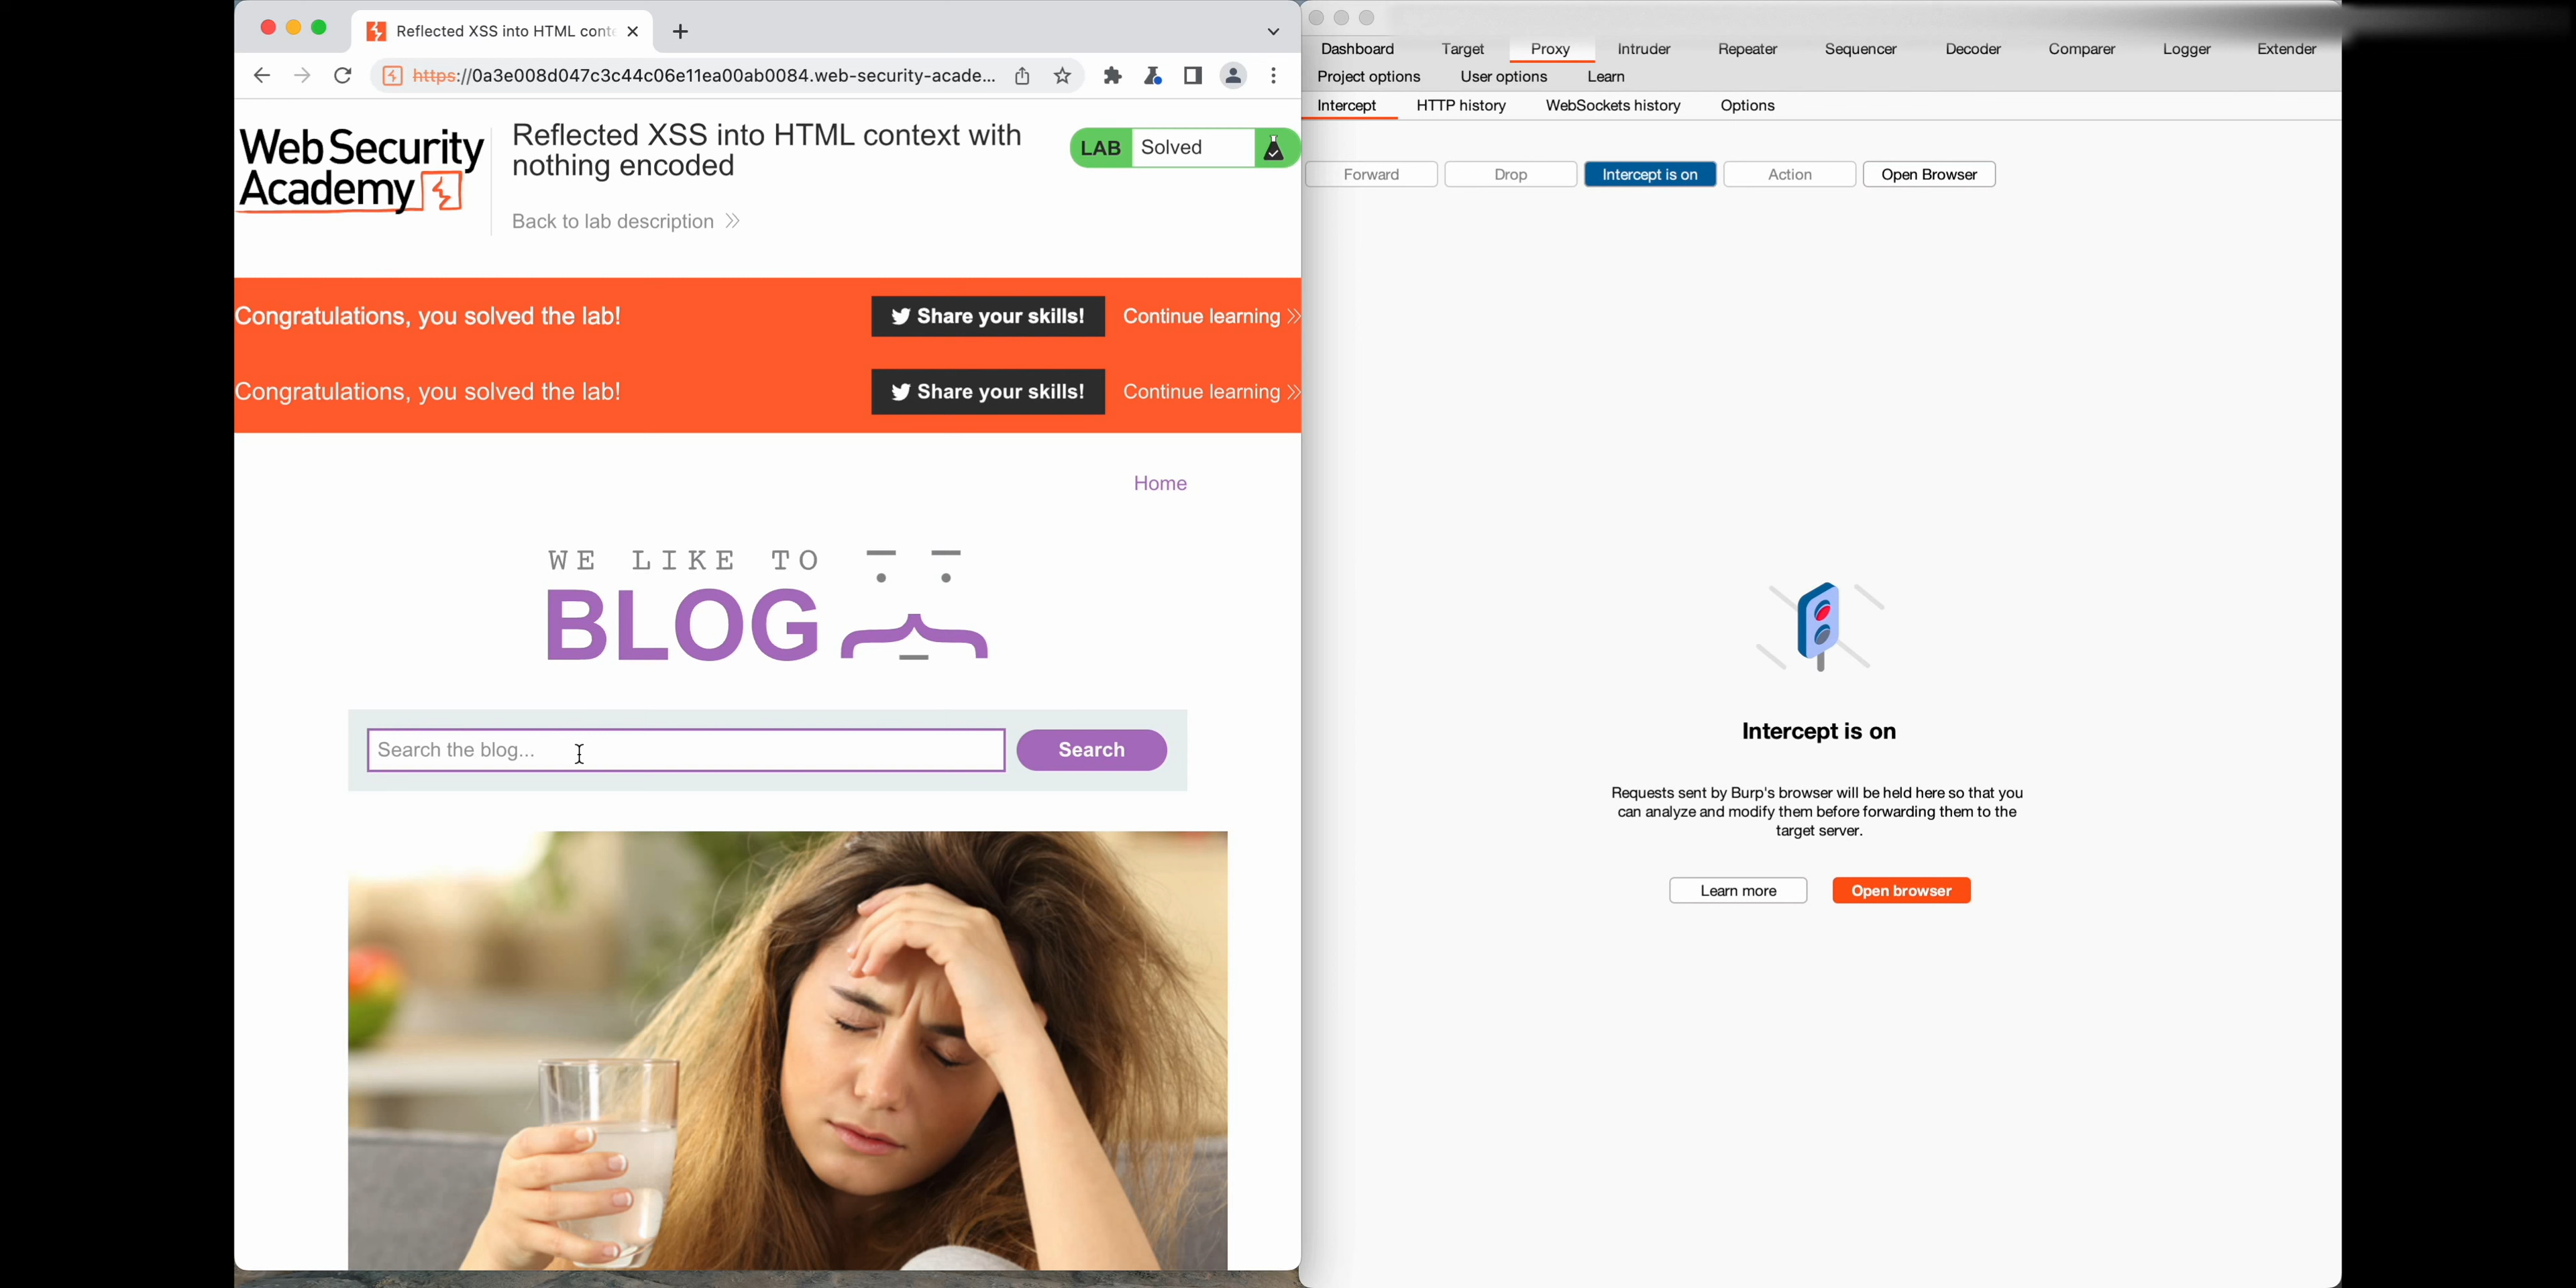 Reflected XSS into HTML conte
https://0a3e008d047c3c44c06e11ea00ab0084.web-security-acade...
Web Security
Academy
Reflected XSS into HTML context with
nothing encoded
LAB Solved
Back to lab description
Congratulations, you solved the lab!
Share your skills!
Continue learning
Congratulations, you solved the lab!
Share your skills!
Continue learning
Home
WE LIKE TO
BLOG
Search the blog...
Search
Dashboard Target Proxy Intruder Repeater Sequencer Decoder Comparer Logger Extender
Project options User options Learn
Intercept HTTP history WebSockets history Options
Forward Drop Intercept is on Action Open Browser
Intercept is on
Requests sent by Burp's browser will be held here so that you
can analyze and modify them before forwarding them to the
target server.
Learn more Open browser